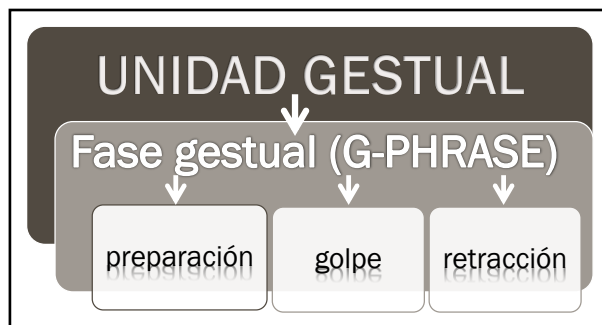 UNIDAD GESTUAL
Fase gestual (G-PHRASE)
preparación
golpe
retracción